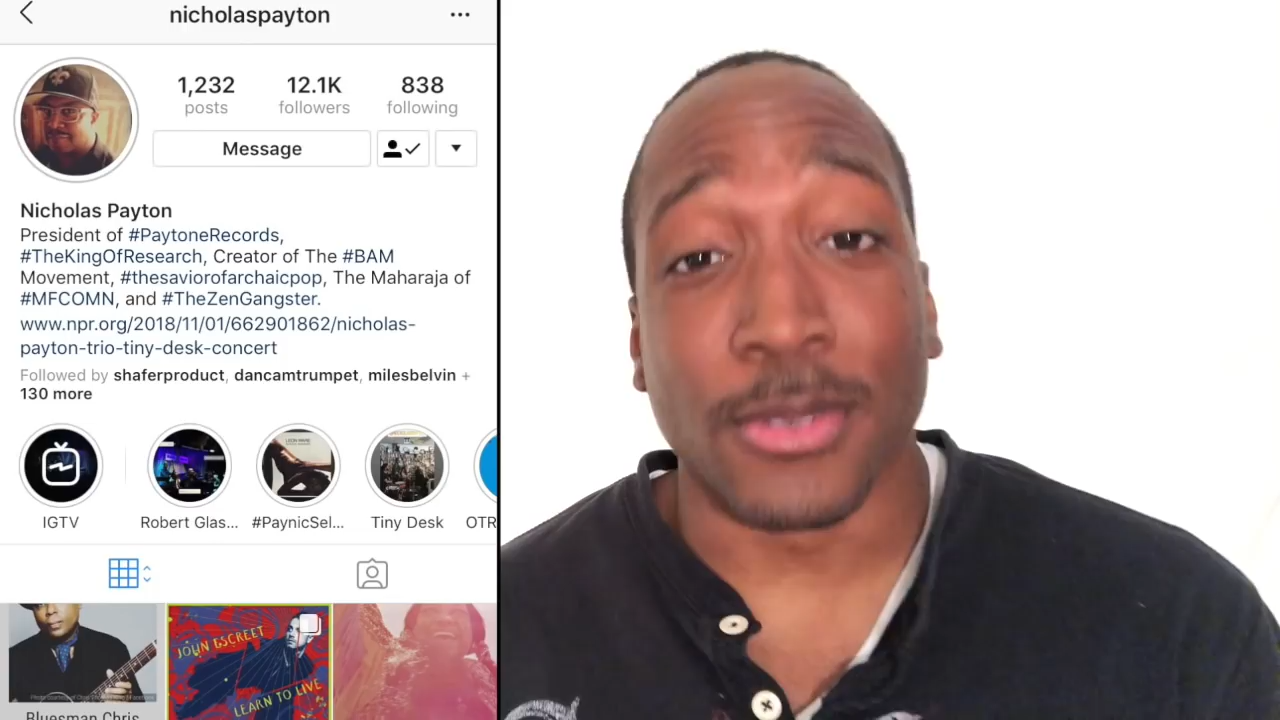 nicholaspayton
1,232
12.1K
838
posts
followers
following
Message
Nicholas Payton
President of #PaytoneRecords,
#TheKingOfResearch, Creator of The #BAM
Movement, #thesaviorofarchaicpop, The Maharaja of
#MFCOMN, and #TheZenGangster.
www.npr.org/2018/11/01/662901862/nicholas-
payton-trio-tiny-desk-concert
Followed by shaferproduct, dancamtrumpet, milesbelvin +
130 more
IGTV
Robert Glas...
#PaynicSel...
Tiny Desk
OTR
JOHN ESCREET
LEARN TO LIVE
Bluesman Chris